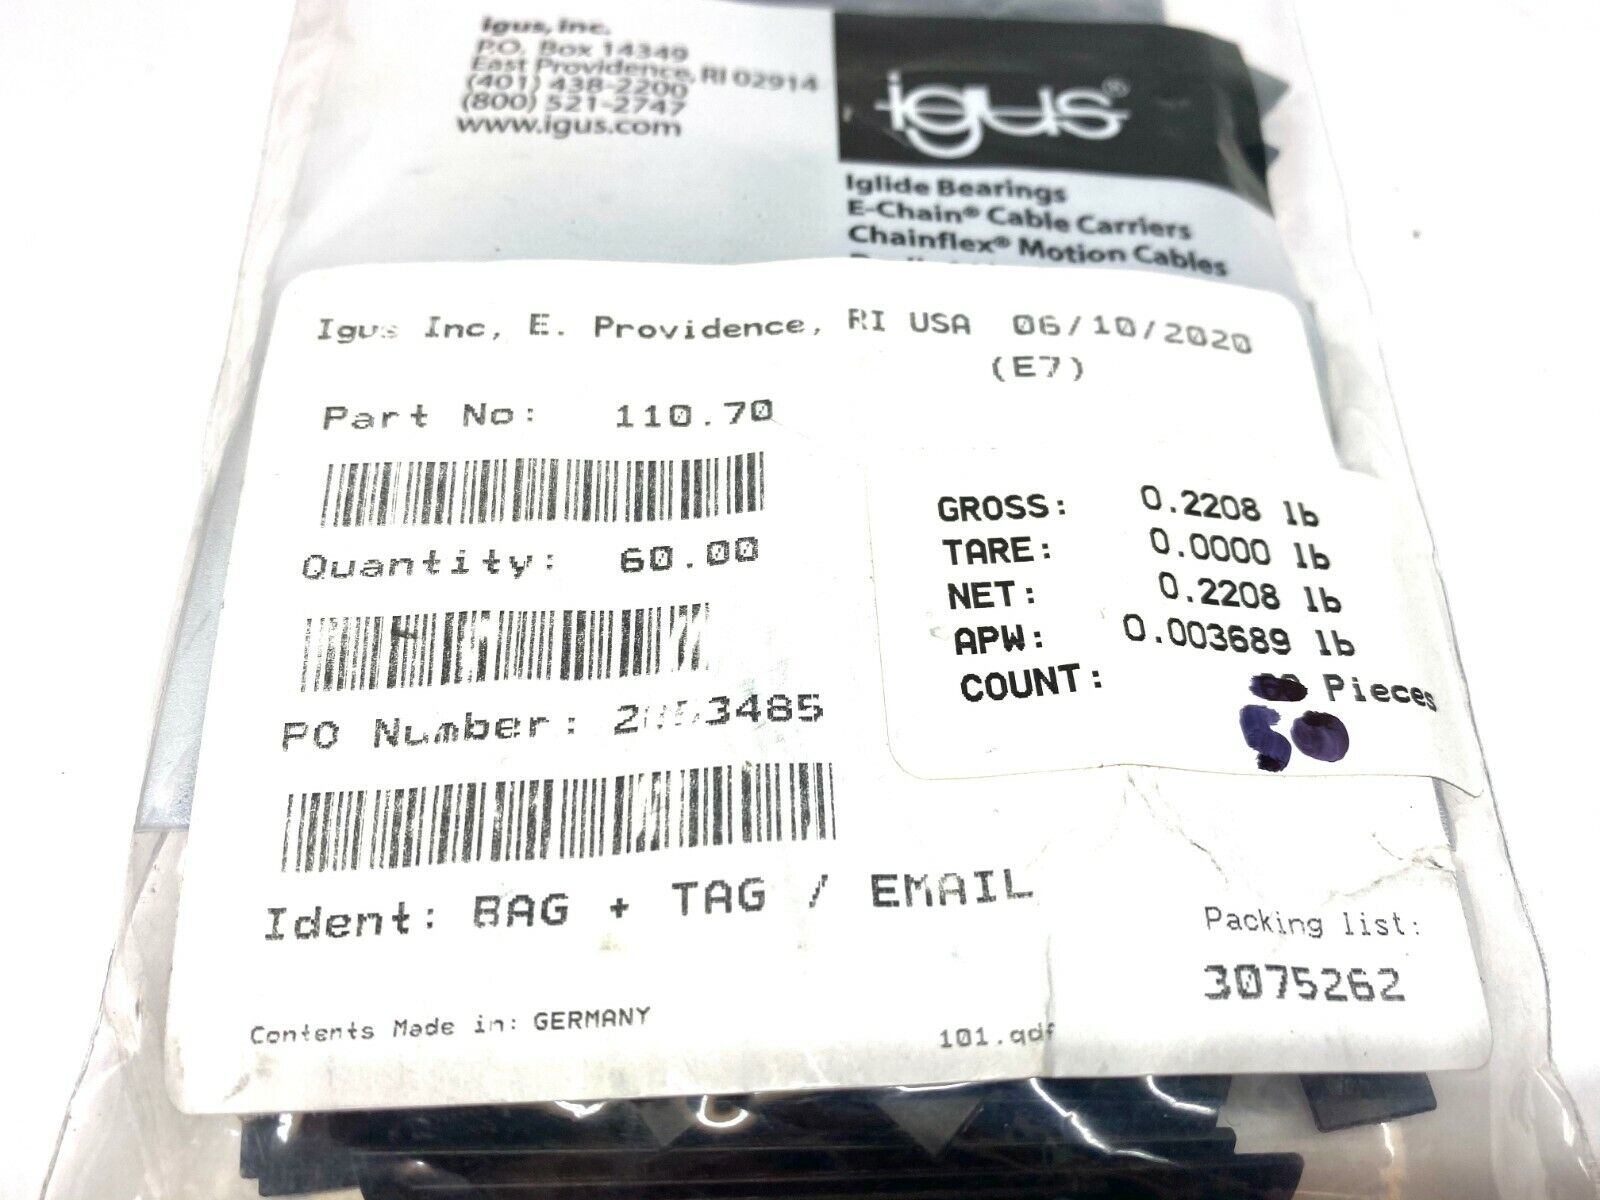 igus, inc.
P.O. Box 14349
East Providence, RI 02914
(401) 438-2200
(800) 521-2747
www.igus.com
igus®
Iglide Bearings
E-Chain® Cable Carriers
Chainflex® Motion Cables
Igus Inc, E. Providence, RI USA 06/10/2020
(E7)
Part No: 110.70
Quantity: 60.00
PO Number:
Ident: BAG + TAG / EMAIL
Contents Made in: GERMANY
101.qdf
GROSS: 0.2208 lb
TARE: 0.0000 lb
NET: 0.2208 lb
APW: 0.003689 lb
COUNT: Pieces
50
Packing list:
3075262